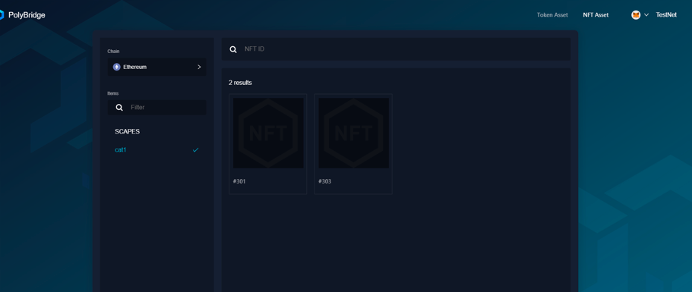 PolyBridge
Token Asset
NFT Asset
TestNet
Chain
Ethereum
Items
Filter
SCAPES
cat1
NFT ID
2 results
NFT
NFT
#301
#303